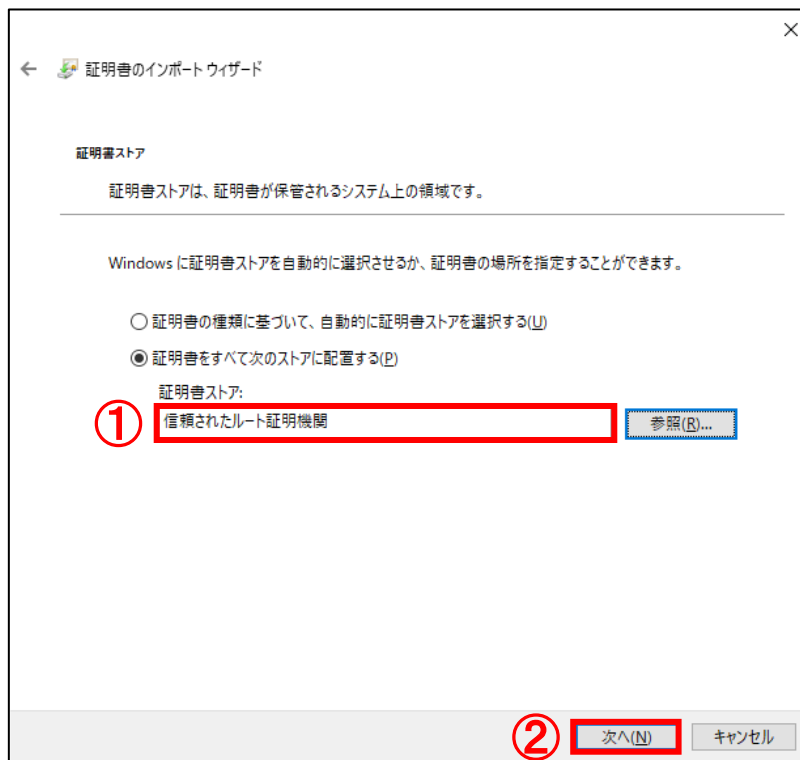 証明書のインポート ウィザード
証明書ストア
証明書ストアは、証明書が保管されるシステム上の領域です。
Windows に証明書ストアを自動的に選択させるか、証明書の場所を指定することができます。
証明書の種類に基づいて、自動的に証明書ストアを選択する(U)
証明書をすべて次のストアに配置する(P)
証明書ストア:
① 信頼されたルート証明機関 参照(R)...
② 次へ(N) キャンセル